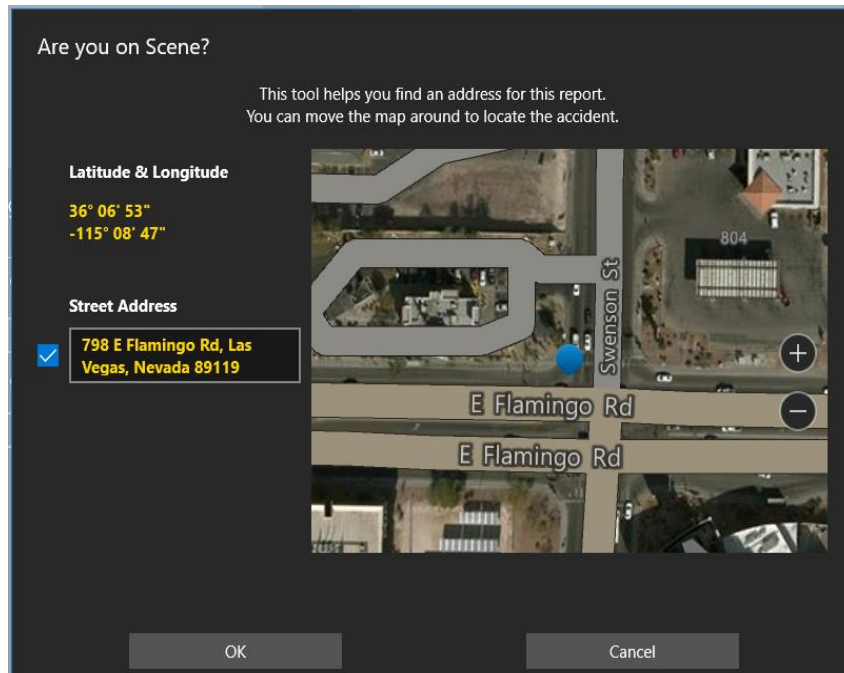 Are you on Scene?
This tool helps you find an address for this report.
You can move the map around to locate the accident.
Latitude & Longitude
36° 06' 53"
-115° 08' 47"
Street Address
798 E Flamingo Rd, Las
Vegas, Nevada 89119
804
Swenson St
E Flamingo Rd
E Flamingo Rd
OK
Cancel